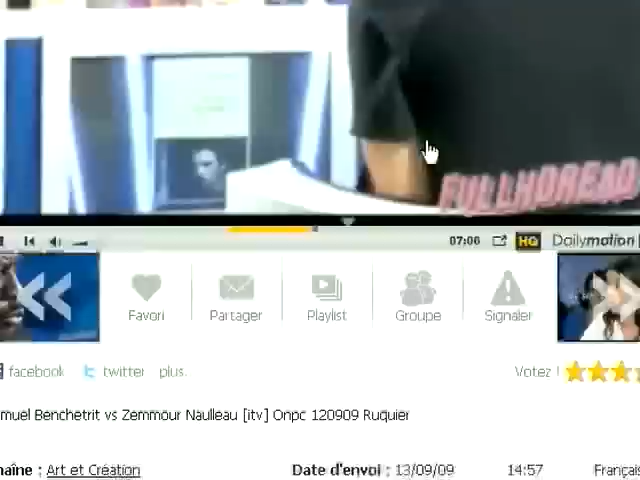 FULLHDREAD
07:06 HQ Dailymotion
Favori Partager Playlist Groupe Signaler
facebook twitter plus. Votez !
muel Benchetrit vs Zemmour Naulleau [itv] Onpc 120909 Ruquier
haîne : Art et Création Date d'envoi : 13/09/09 14:57 Françai